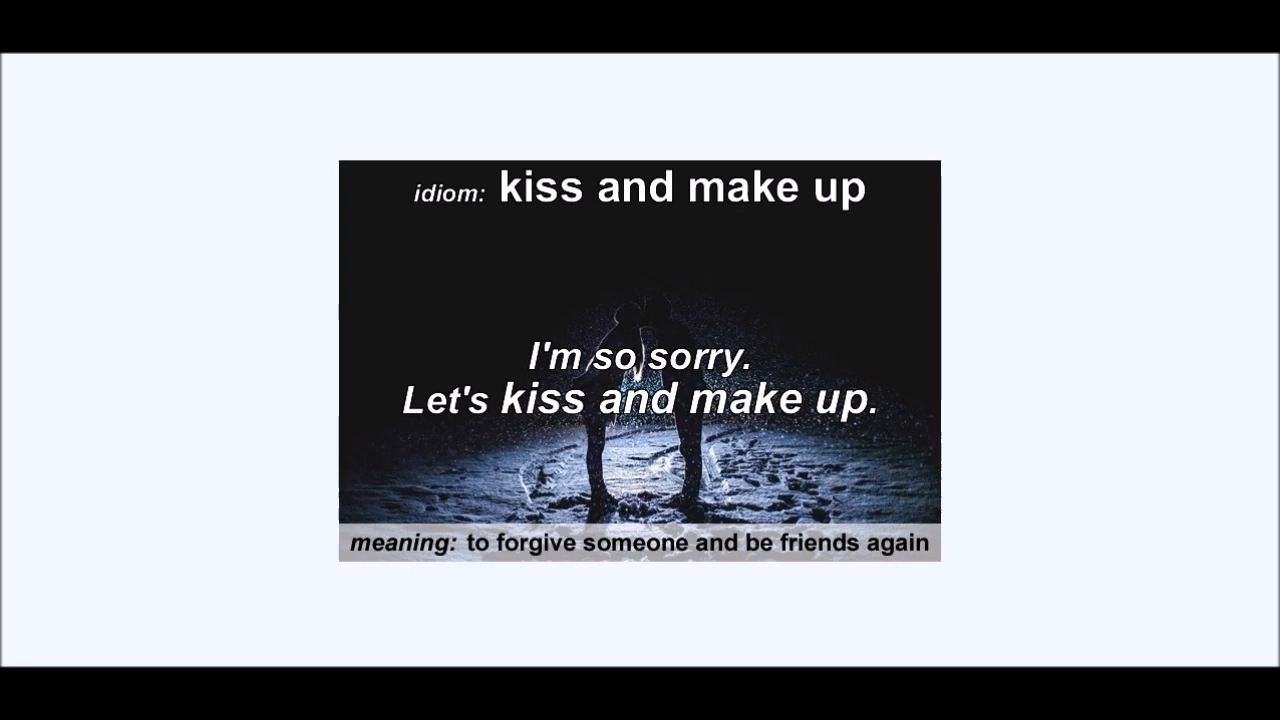 idiom: kiss and make up
I'm so sorry.
Let's kiss and make up.
meaning: to forgive someone and be friends again